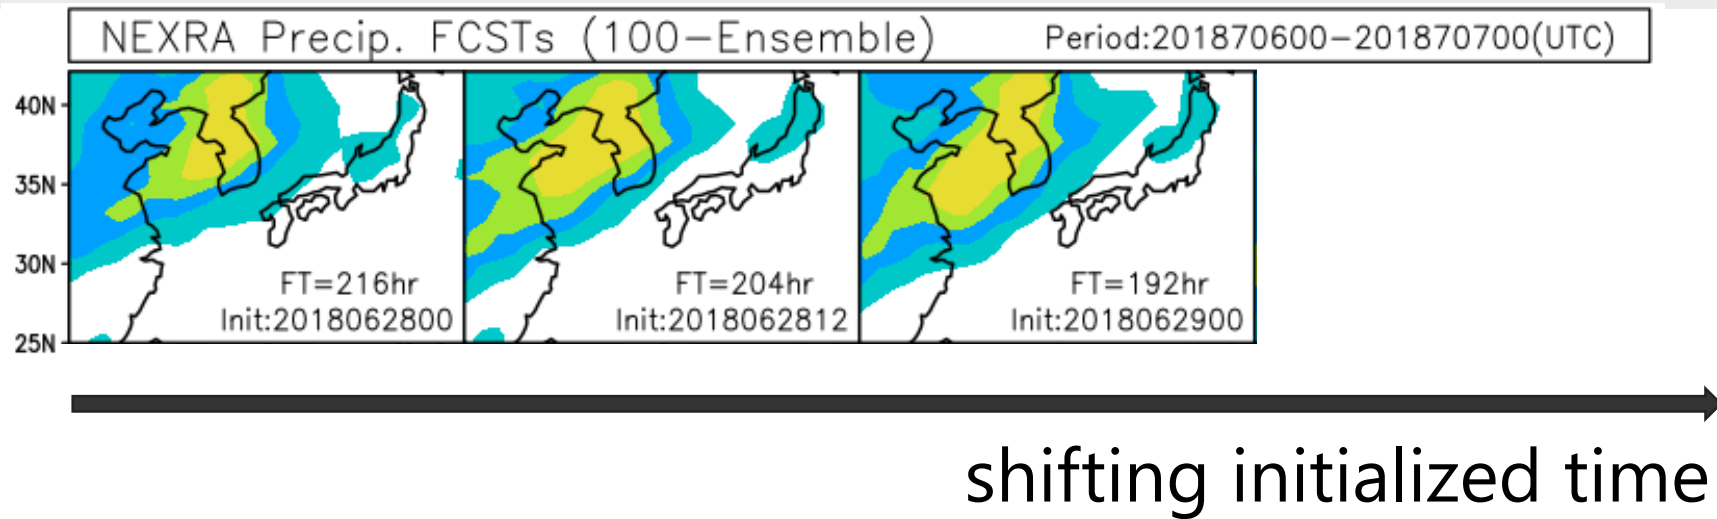 NEXRA Precip. FCSTs (100-Ensemble) Period:201870600-201870700(UTC)
40N
35N
30N
25N
FT=216hr
Init:2018062800
FT=204hr
Init:2018062812
FT=192hr
Init:2018062900
shifting initialized time